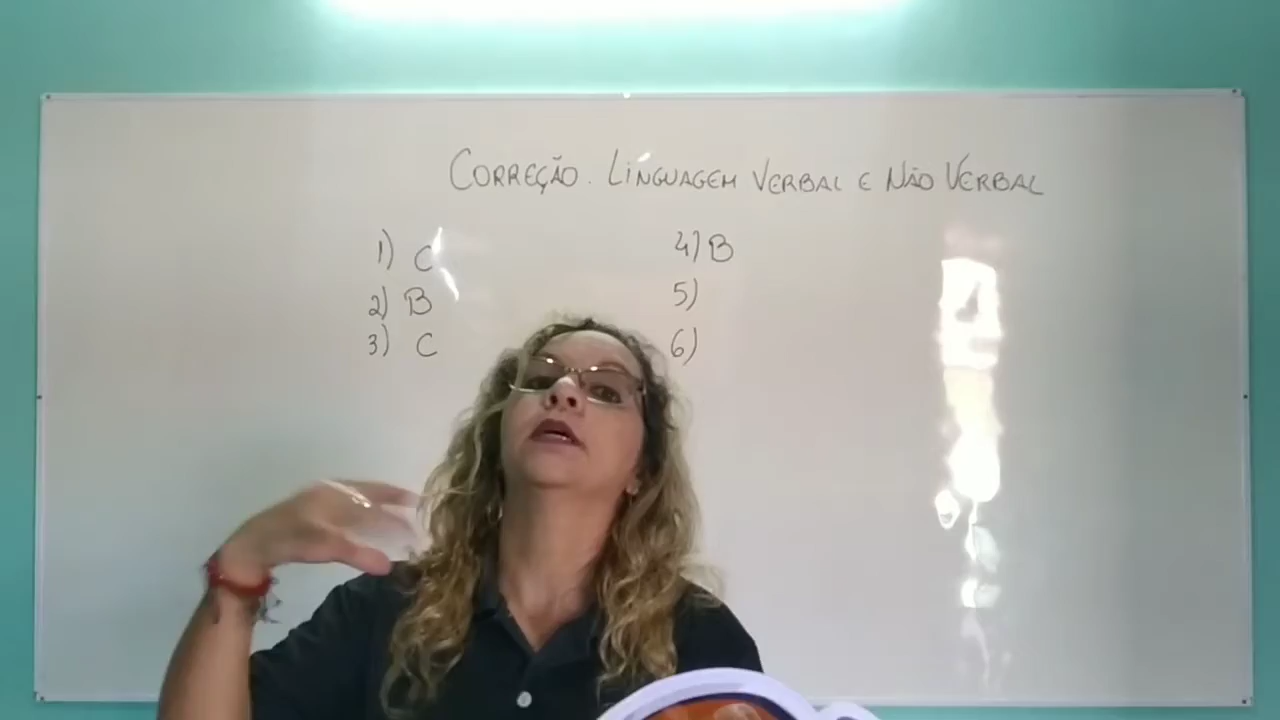 CORREÇÃO. LINGUAGEM VERBAL E NÃO VERBAL
1) C
2) B
3) C
4) B
5)
6)